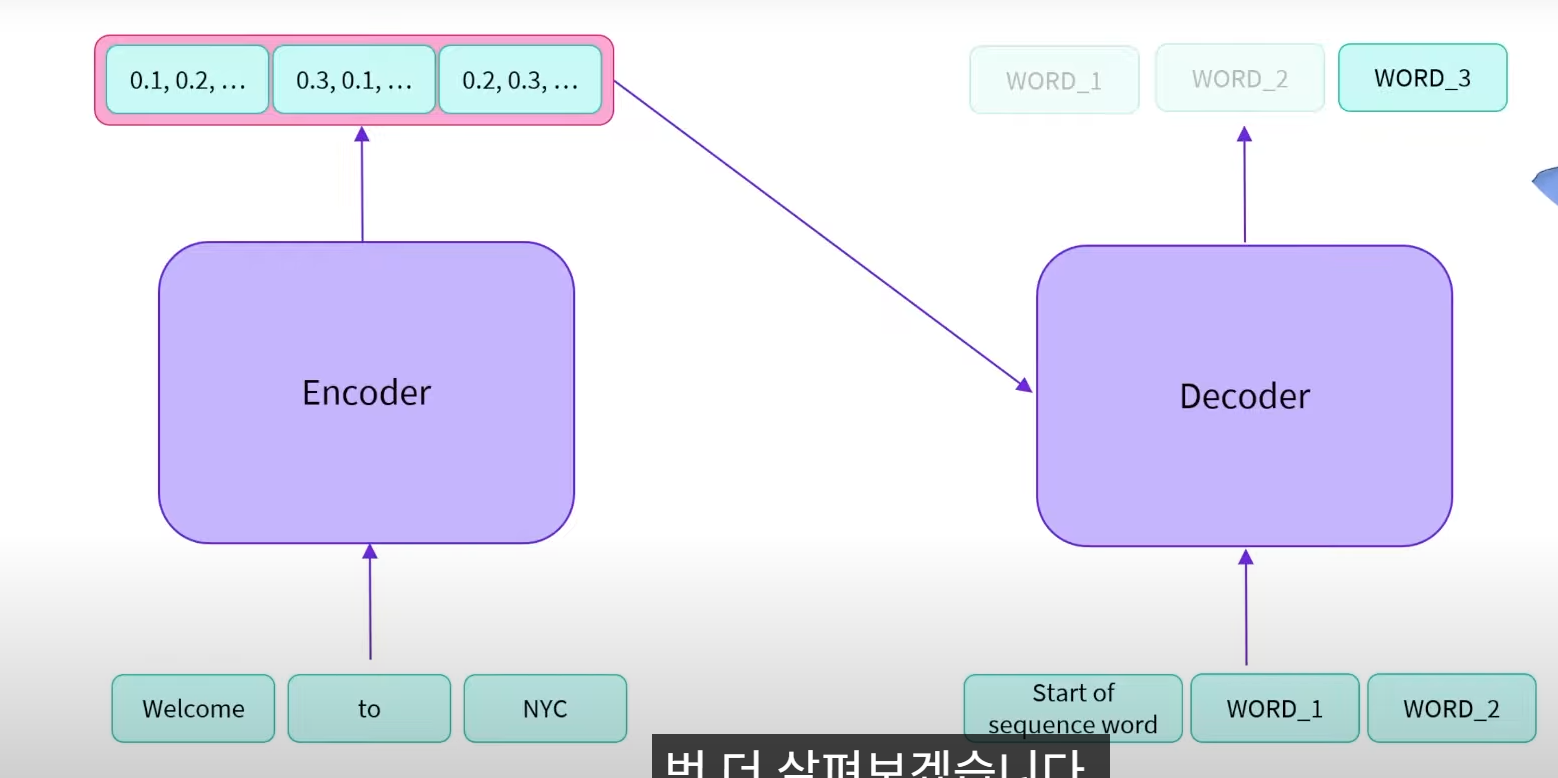 0.1, 0.2, ...
0.3, 0.1, ...
0.2, 0.3, ...
WORD_1
WORD_2
WORD_3
Encoder
Decoder
Welcome
to
NYC
Start of
sequence word
WORD_1
WORD_2
번 더 살펴보겠습니다